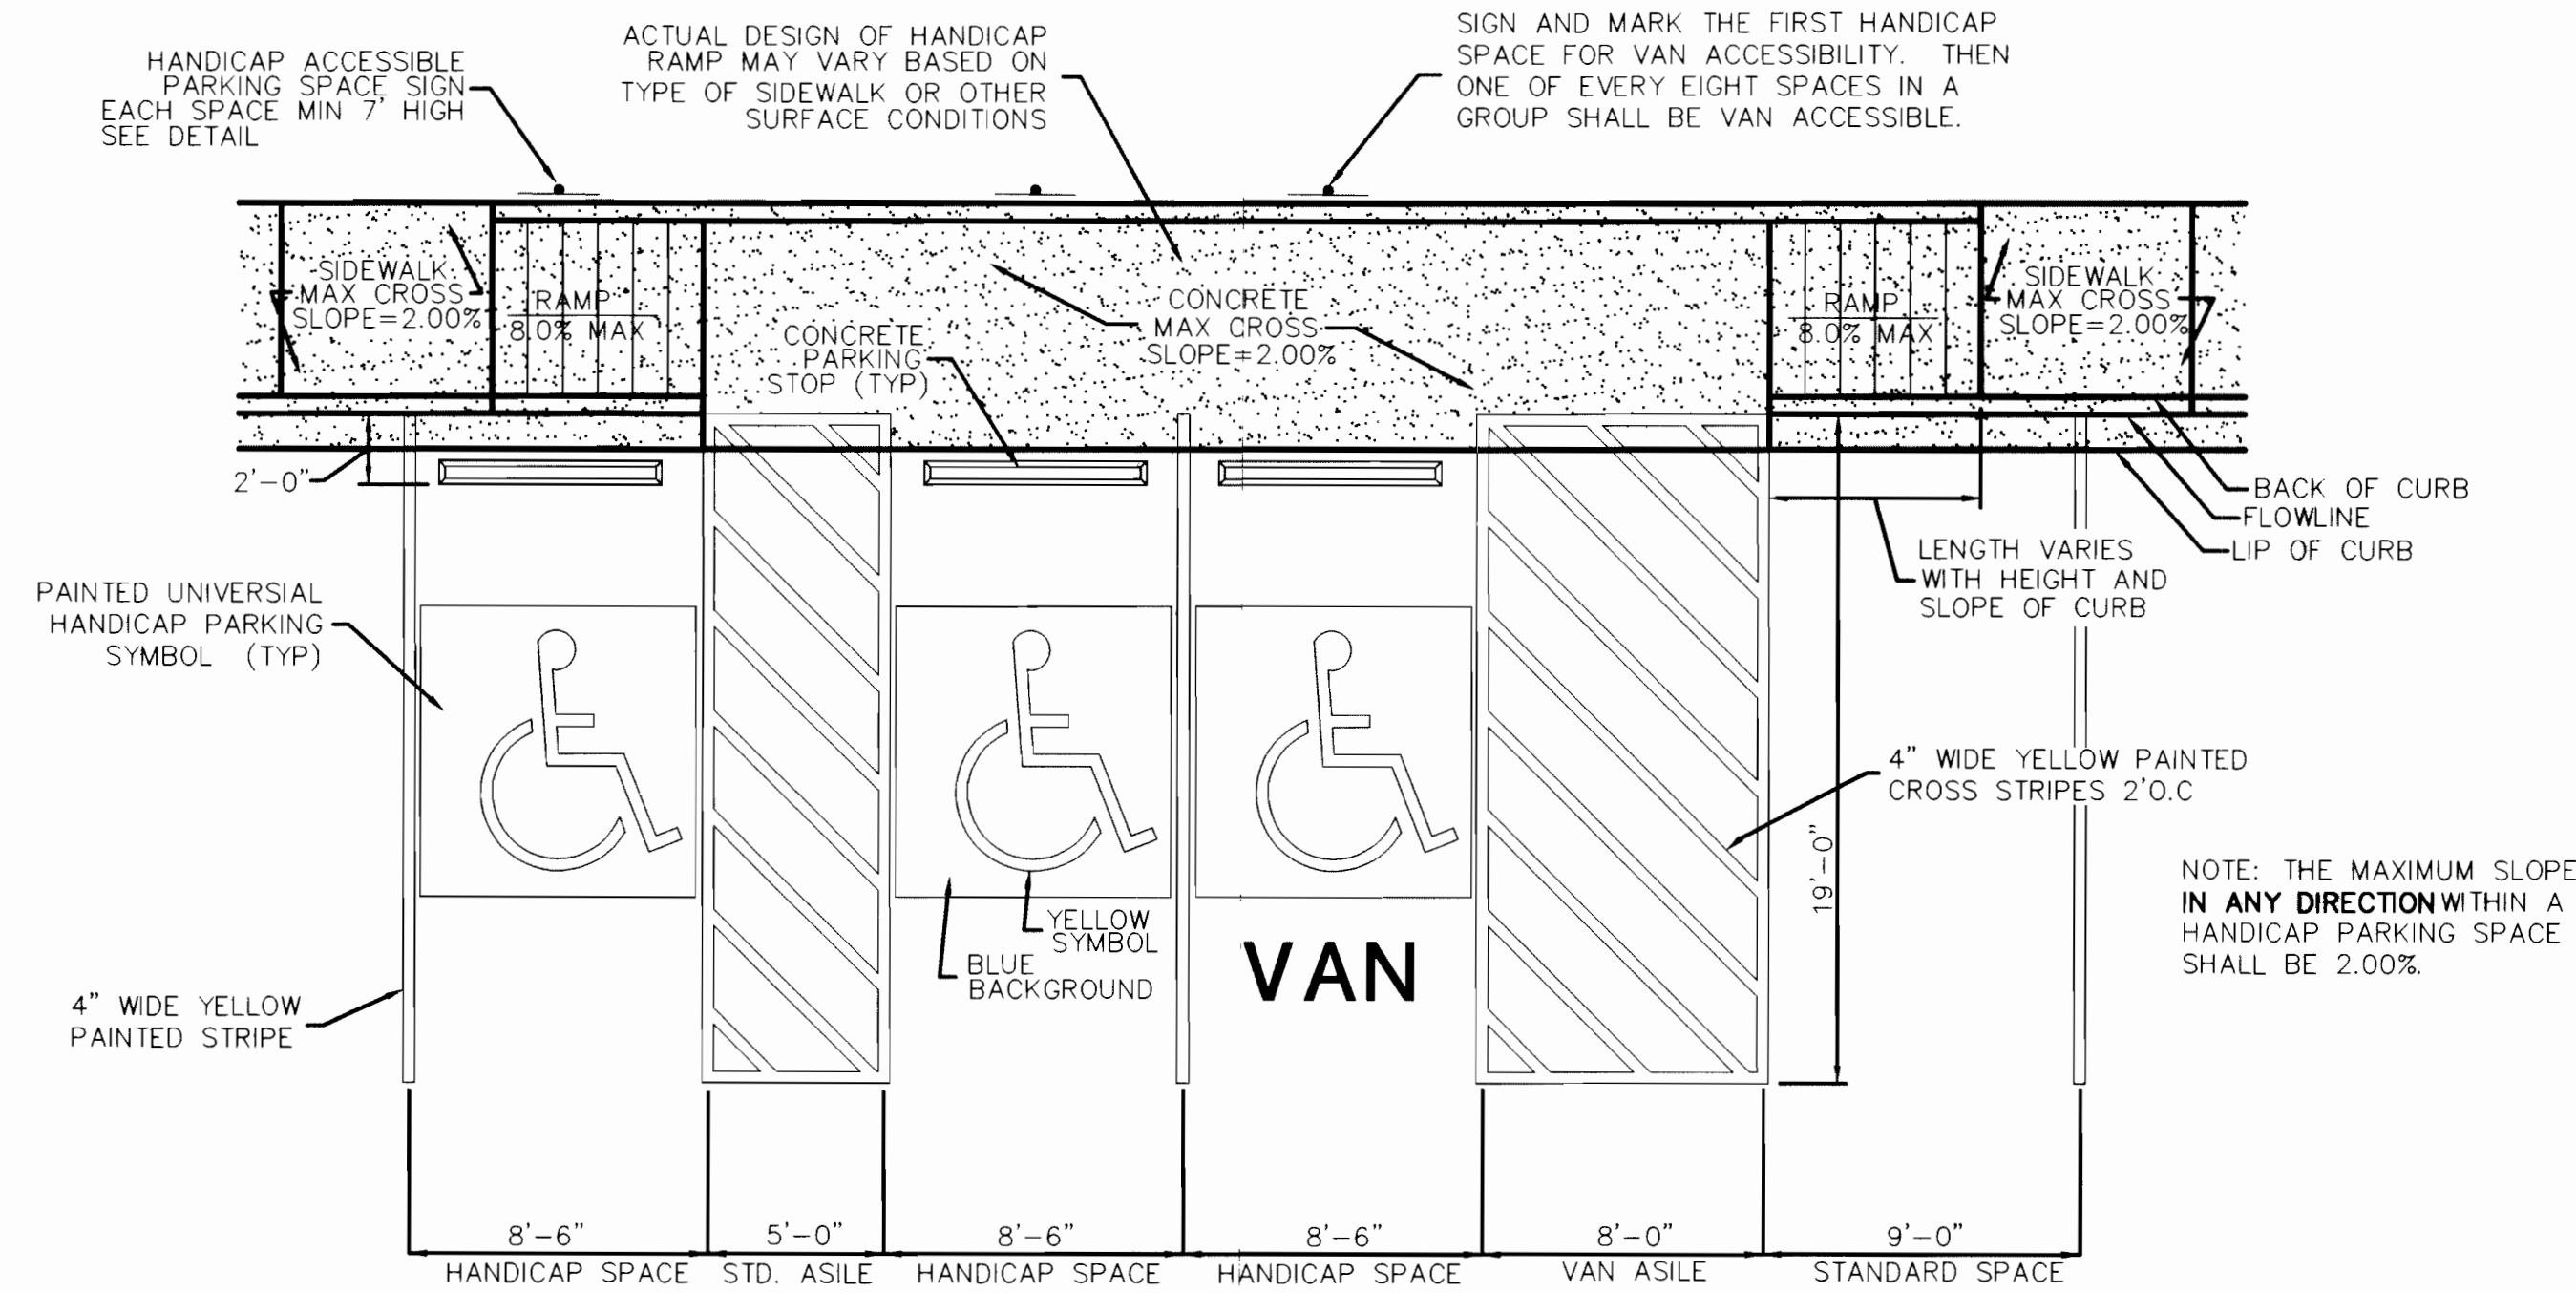 HANDICAP ACCESSIBLE
PARKING SPACE SIGN
EACH SPACE MIN 7' HIGH
SEE DETAIL
ACTUAL DESIGN OF HANDICAP
RAMP MAY VARY BASED ON
TYPE OF SIDEWALK OR OTHER
SURFACE CONDITIONS
SIGN AND MARK THE FIRST HANDICAP
SPACE FOR VAN ACCESSIBILITY. THEN
ONE OF EVERY EIGHT SPACES IN A
GROUP SHALL BE VAN ACCESSIBLE.
SIDEWALK
MAX CROSS
SLOPE=2.00%
RAMP
8.0% MAX
CONCRETE
PARKING
STOP (TYP)
CONCRETE
MAX CROSS
SLOPE=2.00%
RAMP
8.0% MAX
SIDEWALK
MAX CROSS
SLOPE=2.00%
2'-0"
BACK OF CURB
FLOWLINE
LIP OF CURB
LENGTH VARIES
WITH HEIGHT AND
SLOPE OF CURB
PAINTED UNIVERSIAL
HANDICAP PARKING
SYMBOL (TYP)
4" WIDE YELLOW PAINTED
CROSS STRIPES 2'O.C
19'-0"
NOTE: THE MAXIMUM SLOPE
IN ANY DIRECTION WITHIN A
HANDICAP PARKING SPACE
SHALL BE 2.00%.
YELLOW
SYMBOL
BLUE
BACKGROUND
VAN
4" WIDE YELLOW
PAINTED STRIPE
8'-6" 5'-0" 8'-6" 8'-6" 8'-0" 9'-0"
HANDICAP SPACE STD. ASILE HANDICAP SPACE HANDICAP SPACE VAN ASILE STANDARD SPACE